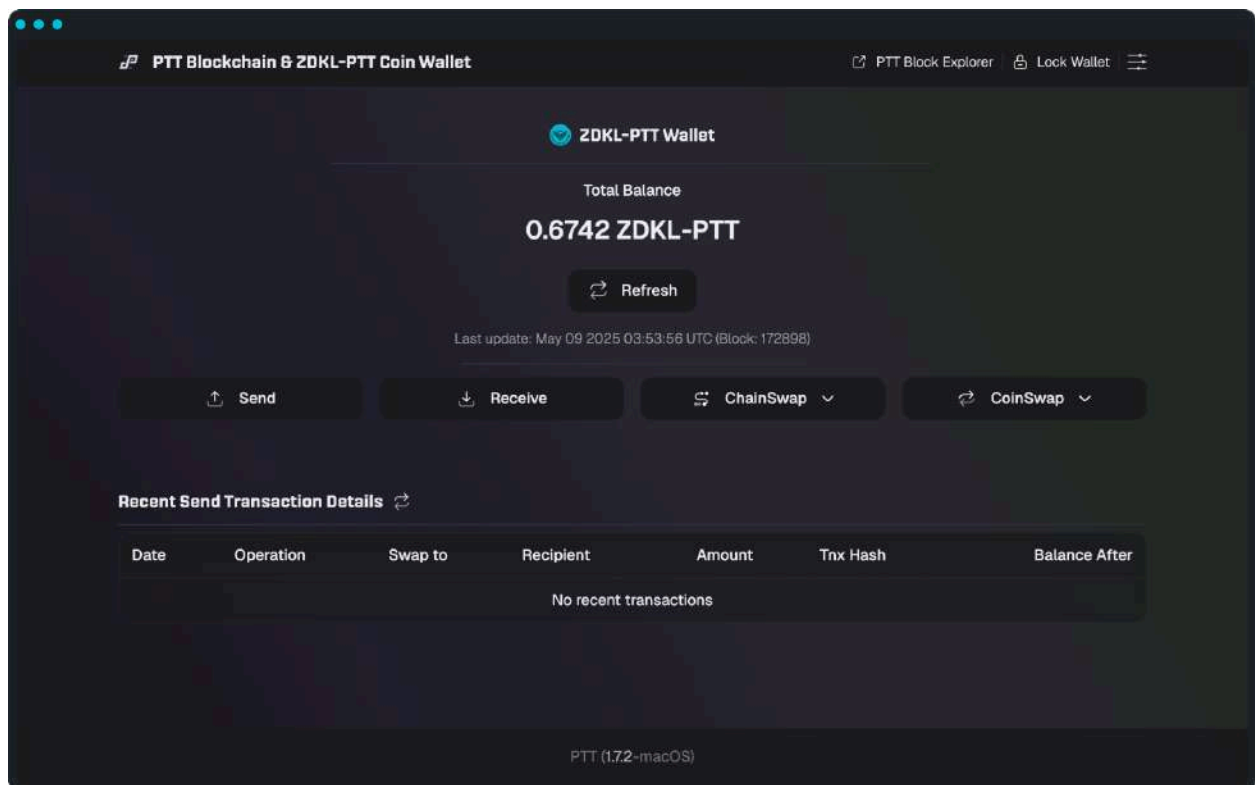 PTT Blockchain & ZDKL-PTT Coin Wallet
PTT Block Explorer
Lock Wallet
ZDKL-PTT Wallet
Total Balance
0.6742 ZDKL-PTT
Refresh
Last update: May 09 2025 03:53:56 UTC (Block: 172898)
Send
Receive
ChainSwap
CoinSwap
Recent Send Transaction Details
Date Operation Swap to Recipient Amount Tnx Hash Balance After
No recent transactions
PTT (1.7.2-macOS)